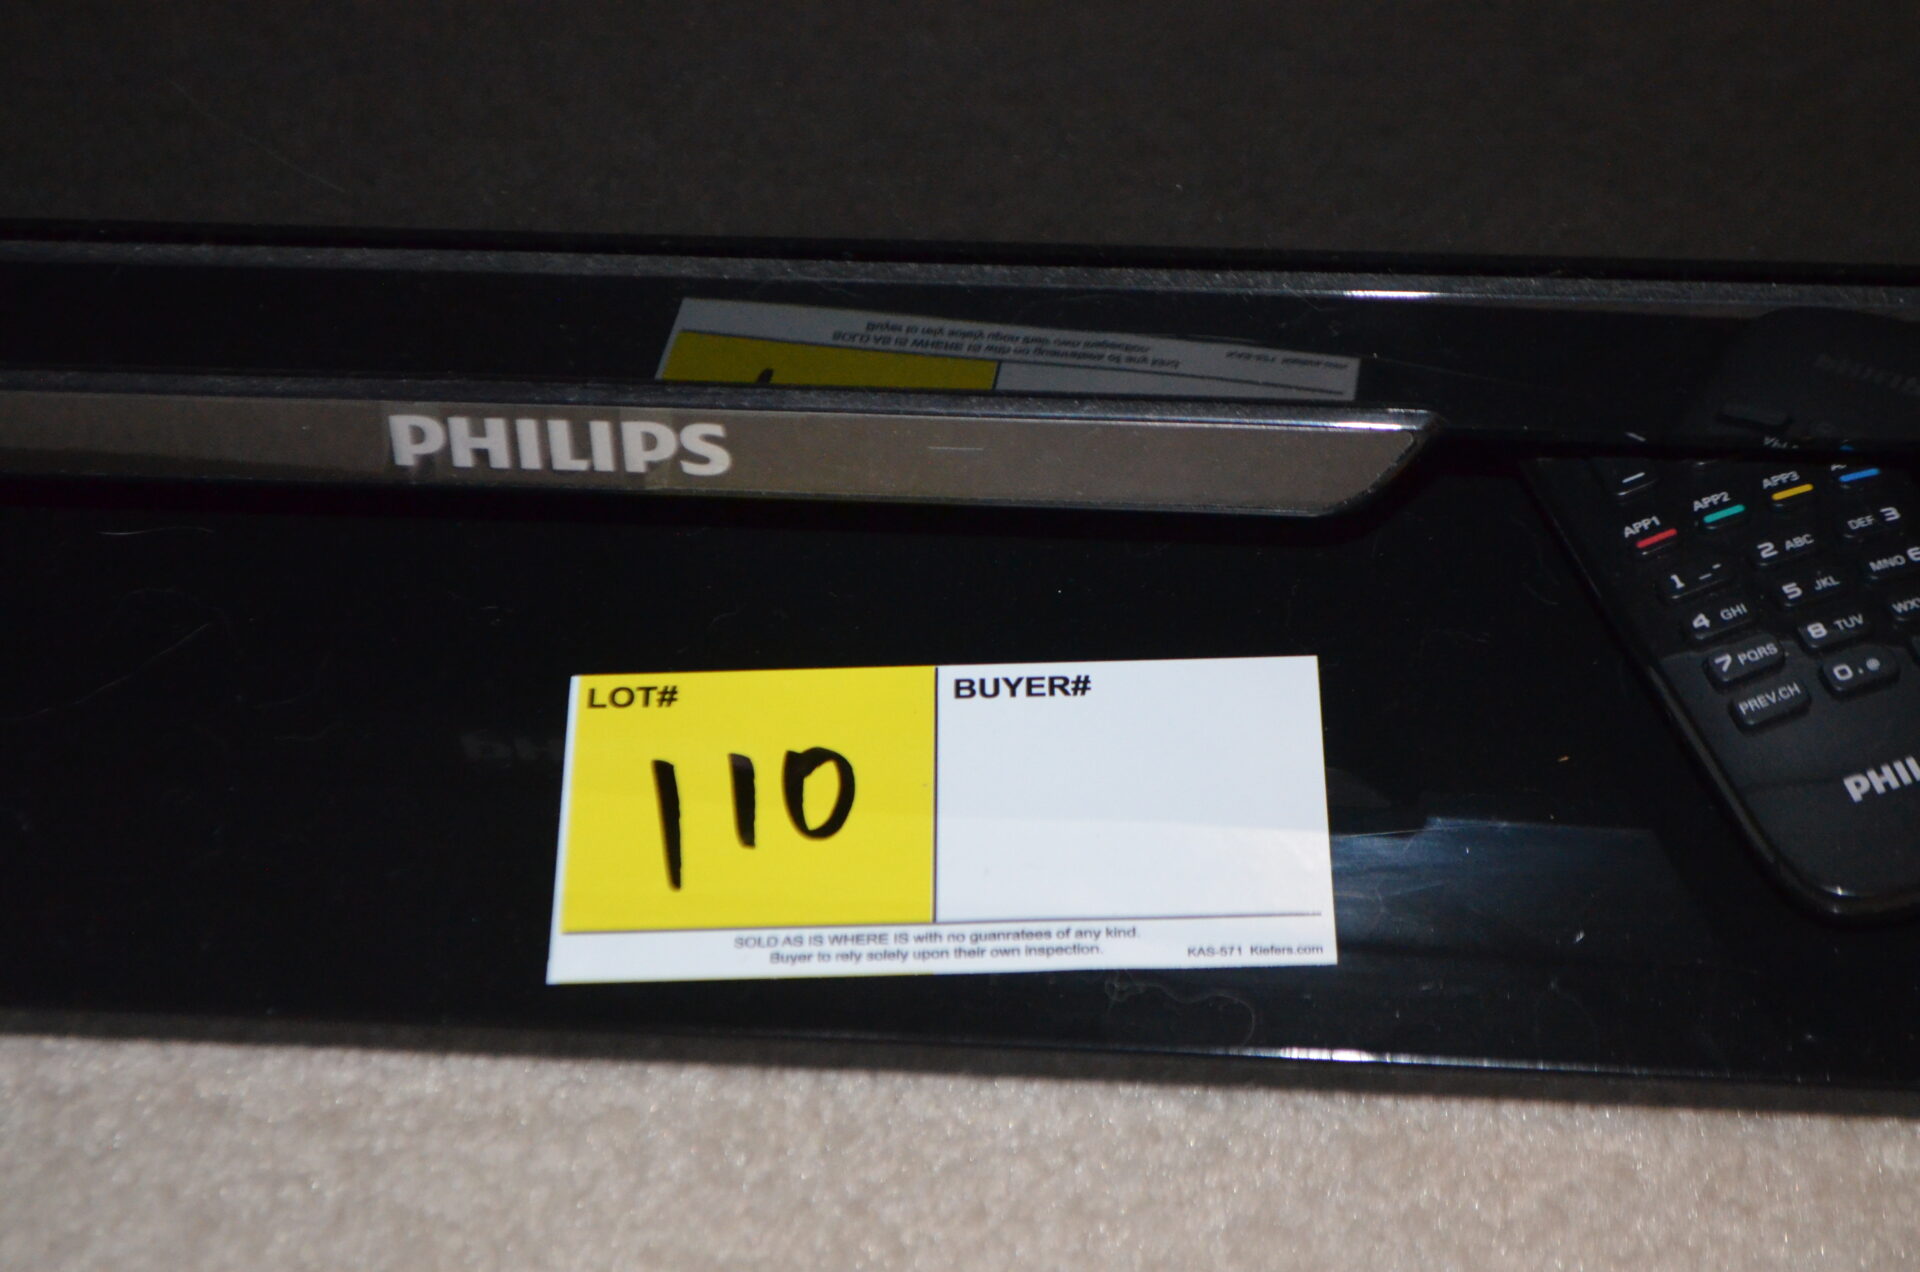 PHILIPS
LOT#
110
BUYER#
SOLD AS IS WHERE IS with no guanratees of any kind.
Buyer to rely solely upon their own inspection.
KAS-571 Kiefers.com
APP1 APP2 APP3
1 2 ABC DEF 3
4 GHI 5 JKL MNO 6
7 PQRS 8 TUV
PREV.CH 0
PHIL